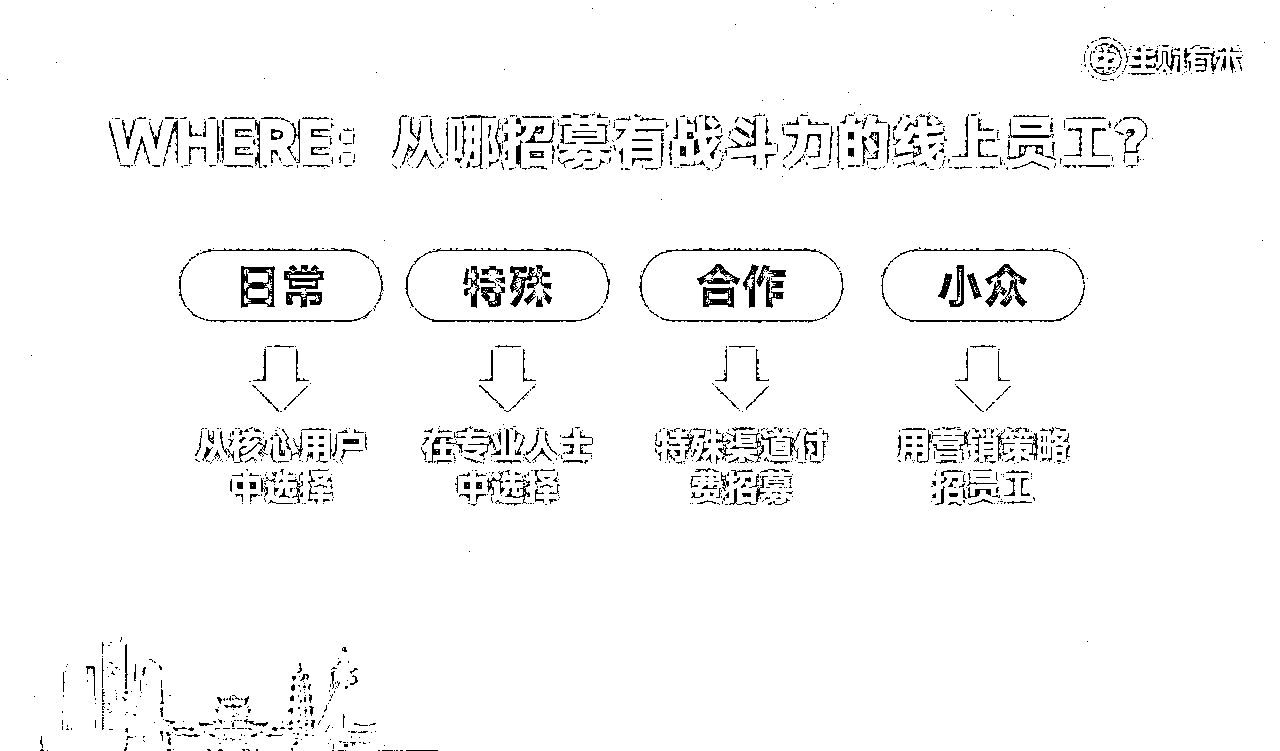 生财有术
WHERE：从哪招募有战斗力的线上员工？
日常
特殊
合作
小众
从核心用户
中选择
在专业人士
中选择
特殊渠道付
费招募
用营销策略
招员工